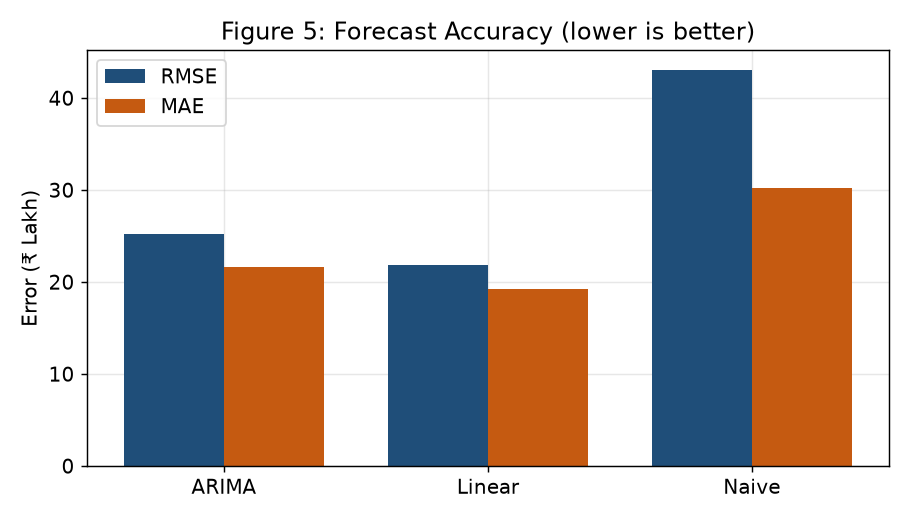 Figure 5: Forecast Accuracy (lower is better)
RMSE
MAE
Error (₹ Lakh)
40
30
20
10
0
ARIMA
Linear
Naive